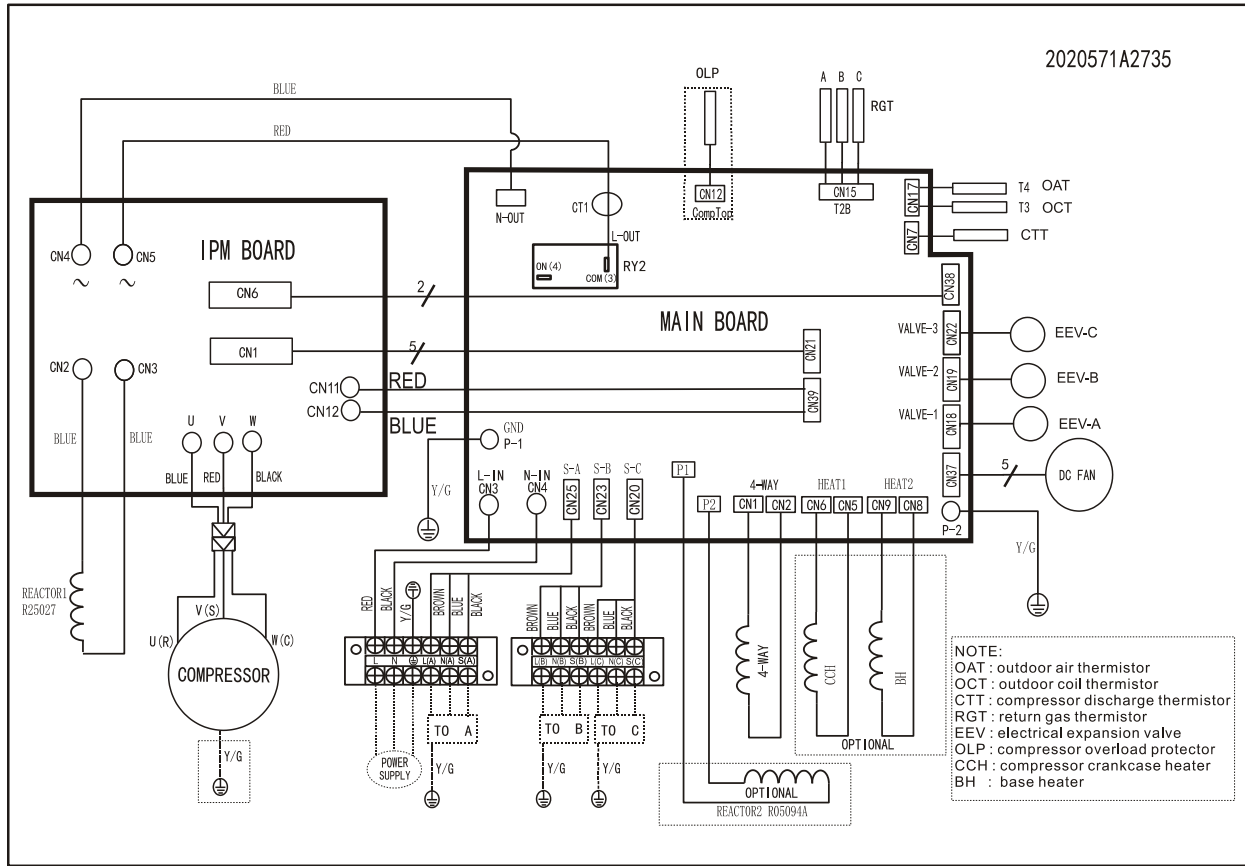 2020571A2735
OLP
A B C
RGT
BLUE
RED
CN12
CompTop
CN15
T2B
CN17
T4 OAT
T3 OCT
CN7
CTT
N-OUT
CT1
L-OUT
ON(4)
COM(3)
RY2
IPM BOARD
CN4
CN5
~
~
CN6
2
CN38
MAIN BOARD
CN1
5
CN21
VALVE-3
CN22
EEV-C
CN2
CN3
CN11
RED
CN39
VALVE-2
CN19
EEV-B
CN12
BLUE
VALVE-1
CN18
EEV-A
U V W
BLUE
BLUE
BLUE
RED
BLACK
GND
P-1
Y/G
L-IN
CN3
N-IN
CN4
S-A
S-B
S-C
CN25
CN23
CN20
P1
P2
4-WAY
CN1
CN2
HEAT1
CN6
CN5
HEAT2
CN9
CN8
CN37
5
DC FAN
P-2
Y/G
REACTOR1
R25027
V(S)
U(R)
W(C)
COMPRESSOR
Y/G
RED
BLACK
Y/G
BROWN
BLUE
BLACK
BROWN
BLUE
BLACK
BROWN
BLUE
BLACK
L N L(A) N(A) S(A)
L(B) N(B) S(B) L(C) N(C) S(C)
TO A
TO B
TO C
POWER
SUPPLY
Y/G
Y/G
Y/G
4-WAY
CCH
BH
OPTIONAL
OPTIONAL
REACTOR2 R05094A
NOTE:
OAT : outdoor air thermistor
OCT : outdoor coil thermistor
CTT : compressor discharge thermistor
RGT : return gas thermistor
EEV : electrical expansion valve
OLP : compressor overload protector
CCH : compressor crankcase heater
BH : base heater